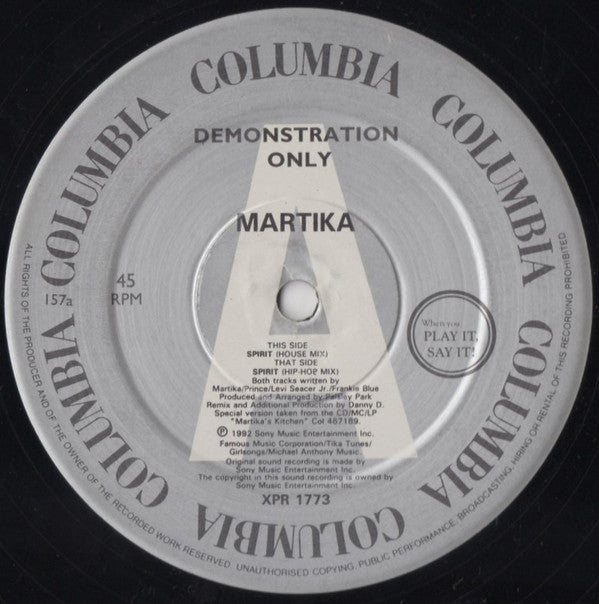 COLUMBIA
COLUMBIA
COLUMBIA
COLUMBIA
COLUMBIA
COLUMBIA
COLUMBIA
COLUMBIA
DEMONSTRATION
ONLY
A
MARTIKA
157a
45
RPM
When you
PLAY IT,
SAY IT!
THIS SIDE
SPIRIT (HOUSE MIX)
THAT SIDE
SPIRIT (HIP-HOP MIX)
Both tracks written by
Martika/Prince/Levi Seacer Jr./Frankie Blue
Produced and Arranged by Paisley Park
Remix and Additional Production by Danny D.
Special version taken from the CD/MC/LP
"Martika's Kitchen" Col 467189.
Ⓟ 1992 Sony Music Entertainment Inc.
Famous Music Corporation/Tika Tunes/
Girlsongs/Michael Anthony Music.
Original sound recording is made by
Sony Music Entertainment Inc.
The copyright in this sound recording is owned by
Sony Music Entertainment Inc.
XPR 1773
ALL RIGHTS OF THE PRODUCER AND OF THE OWNER OF THE RECORDED WORK RESERVED. UNAUTHORISED COPYING, PUBLIC PERFORMANCE, BROADCASTING, HIRING OR RENTAL OF THIS RECORDING PROHIBITED.